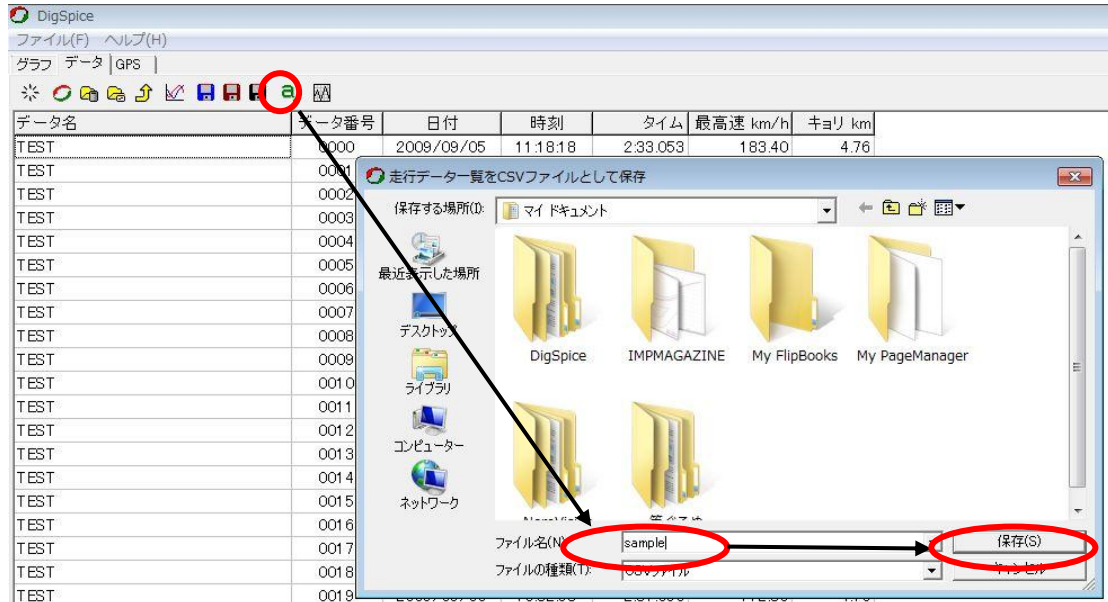 DigSpice
ファイル(F) ヘルプ(H)
グラフ データ GPS
a
データ名 データ番号 日付 時刻 タイム 最高速 km/h キョリ km
TEST 0000 2009/09/05 11:18:18 2:33.053 183.40 4.76
TEST 0001
TEST 0002
TEST 0003
TEST 0004
TEST 0005
TEST 0006
TEST 0007
TEST 0008
TEST 0009
TEST 0010
TEST 0011
TEST 0012
TEST 0013
TEST 0014
TEST 0015
TEST 0016
TEST 0017
TEST 0018
TEST 0019
走行データ一覧をCSVファイルとして保存
保存する場所(I): マイ ドキュメント
最近表示した場所
デスクトップ
ライブラリ
コンピューター
ネットワーク
DigSpice IMPMAGAZINE My FlipBooks My PageManager
ファイル名(N): sample 保存(S)
ファイルの種類(T): CSVファイル キャンセル